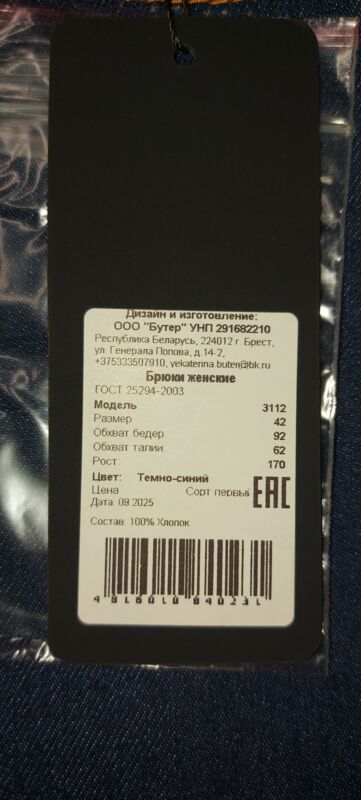 Дизайн и изготовление:
ООО "Бутер" УНП 291682210
Республика Беларусь, 224012 г. Брест,
ул. Генерала Попова, д.14-2,
+375333507910, yekaterina.buter@bk.ru
Брюки женские
ГОСТ 25294-2003
Модель 3112
Размер 42
Обхват бедер 92
Обхват талии 62
Рост 170
Цвет: Темно-синий
Цена Сорт первый
EAC
Дата: 09.2025
Состав: 100% Хлопок